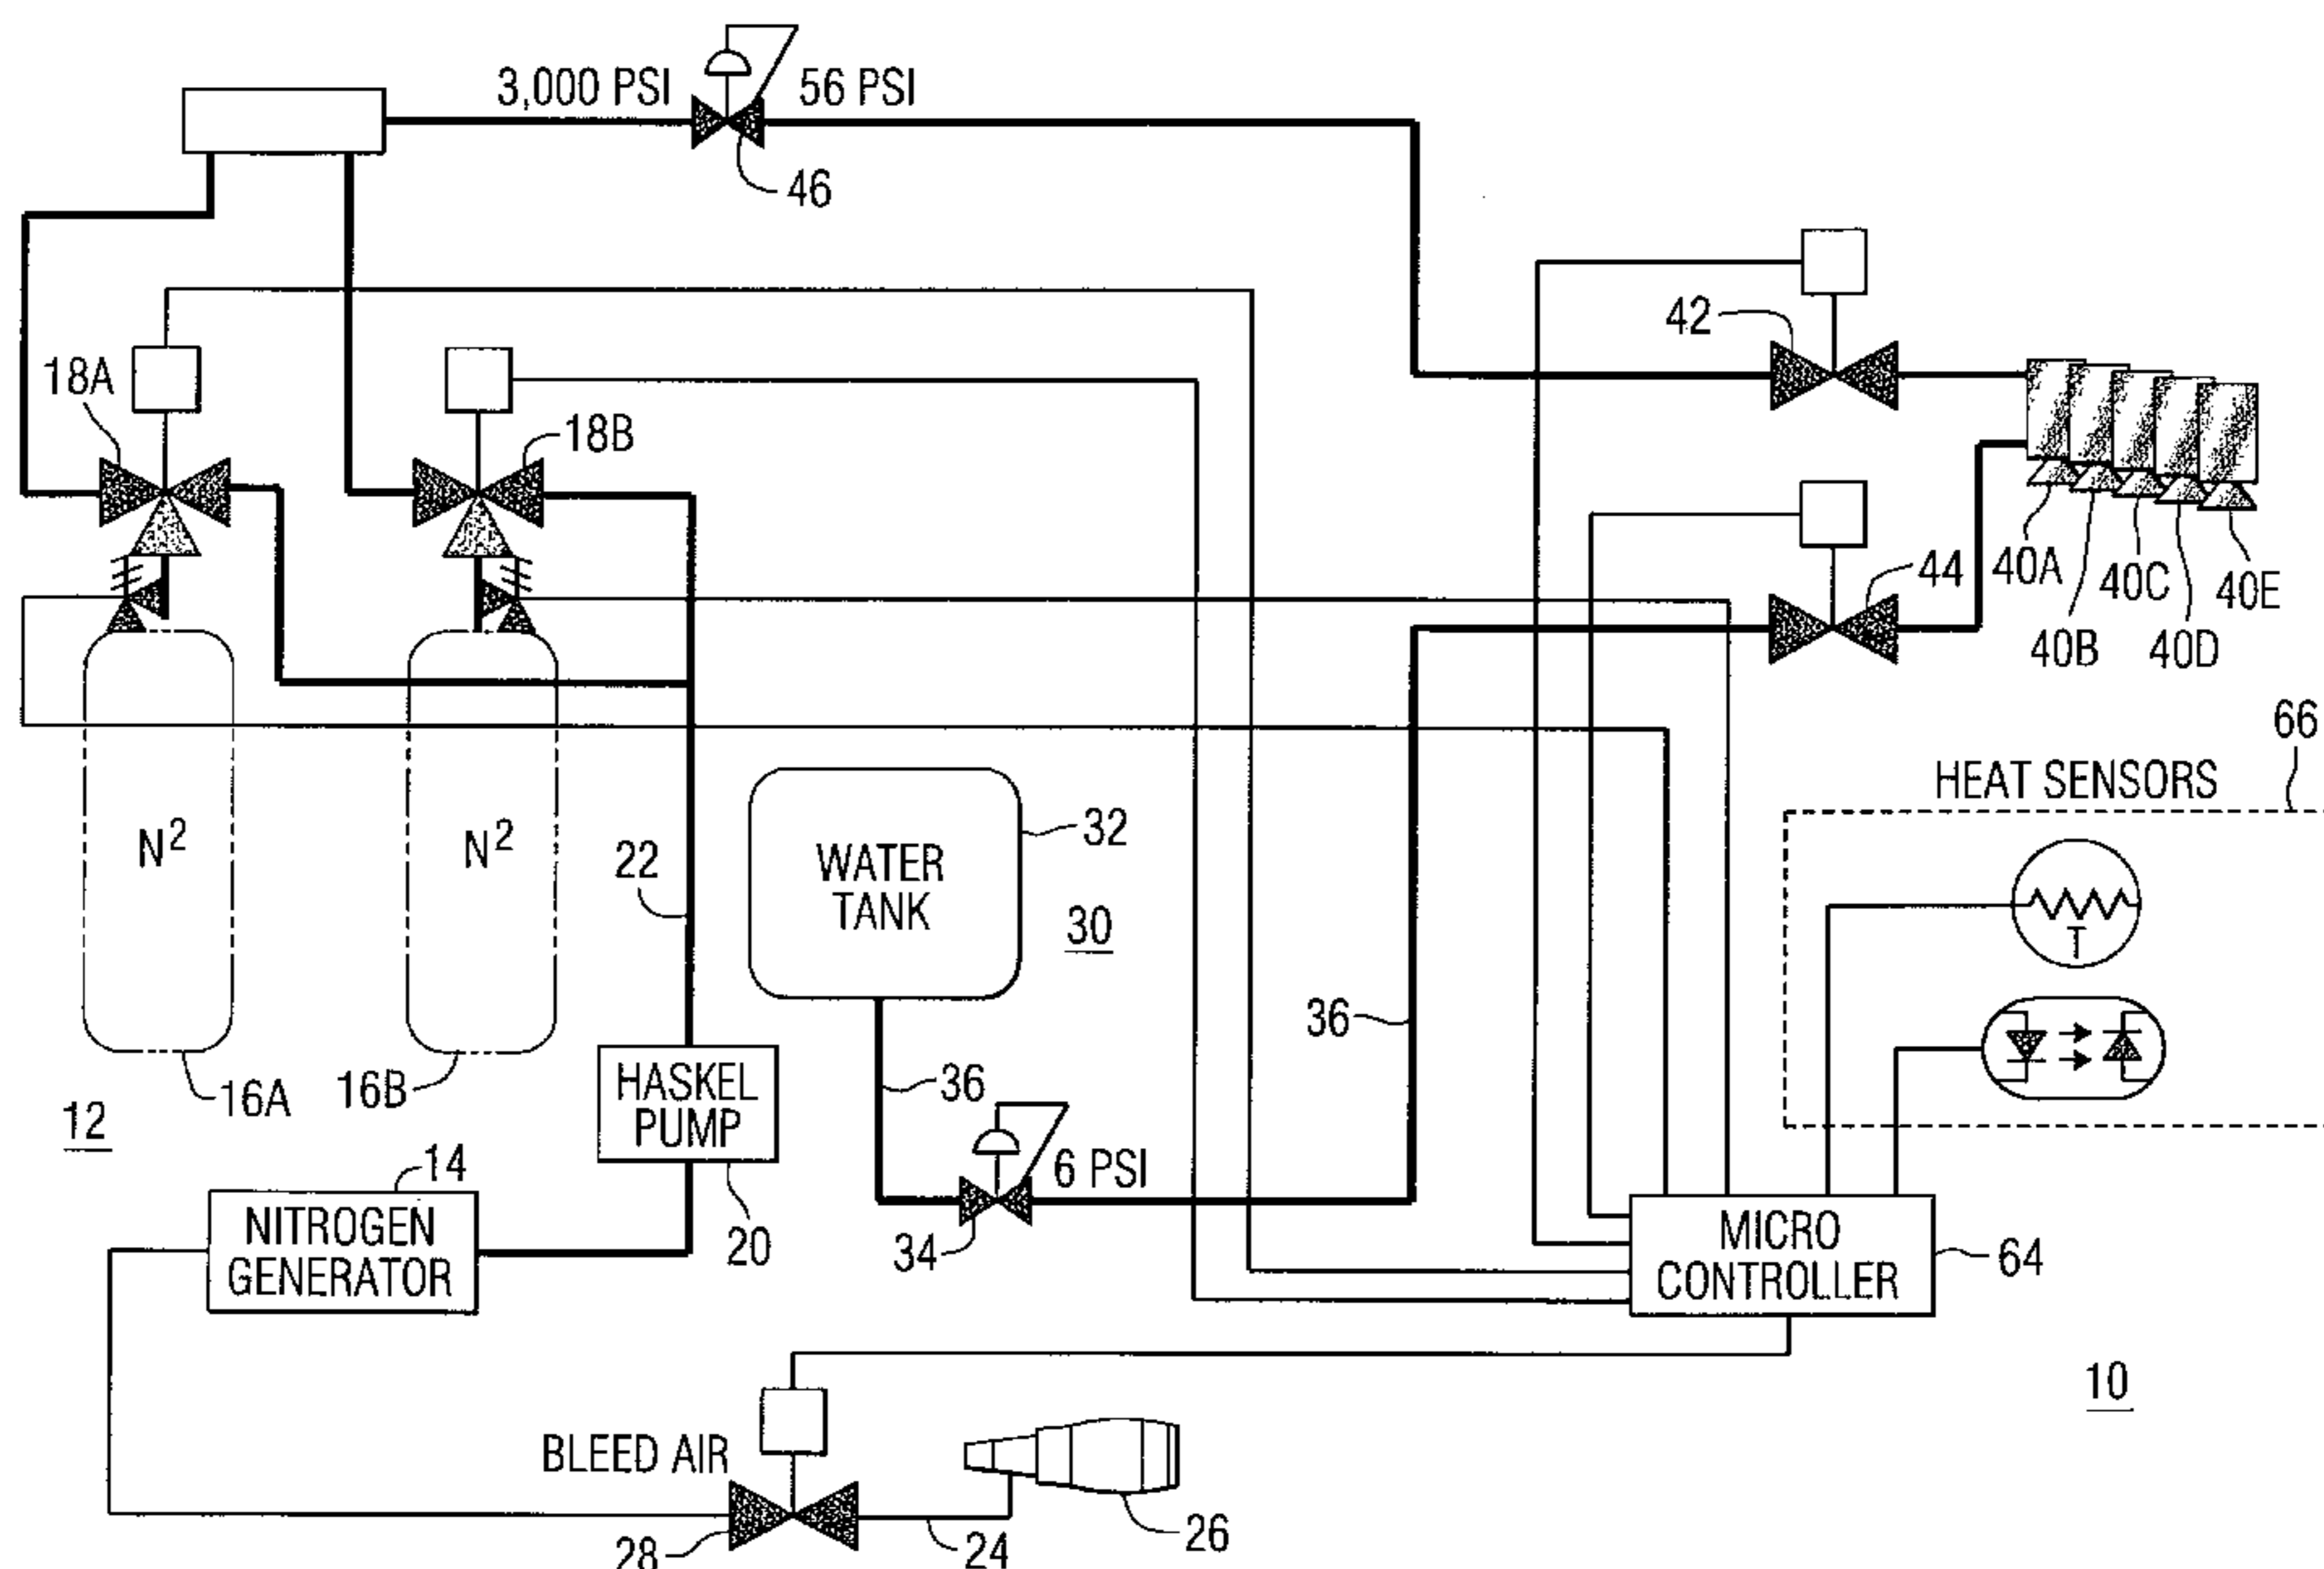 3,000 PSI
56 PSI
46
42
18A
18B
44
40A
40C
40E
40B
40D
66
HEAT SENSORS
N²
N²
22
WATER
TANK
32
30
T
36
36
HASKEL
PUMP
16A
16B
12
14
6 PSI
NITROGEN
GENERATOR
20
34
MICRO
CONTROLLER
64
10
BLEED AIR
28
24
26